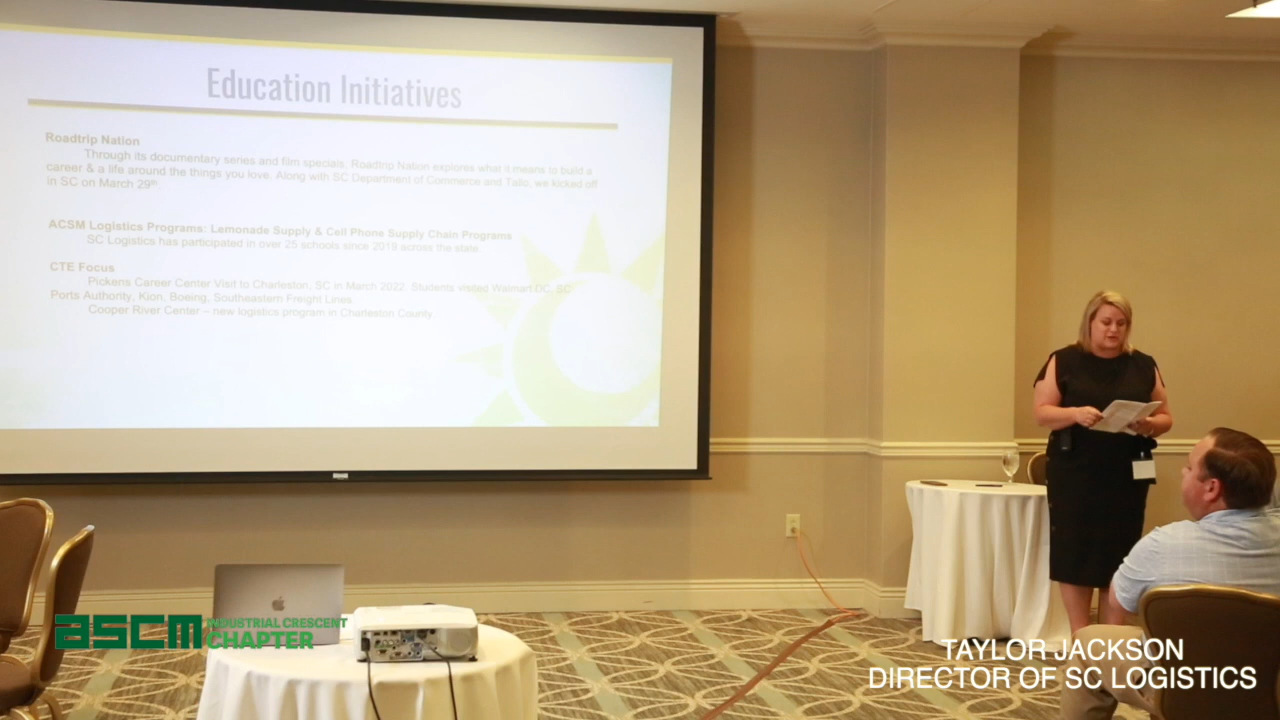 Education Initiatives
Roadtrip Nation
Through its documentary series and film specials, Roadtrip Nation explores what it means to build a
career & a life around the things you love. Along with SC Department of Commerce and Tallo, we kicked off
in SC on March 29th
ACSM Logistics Programs: Lemonade Supply & Cell Phone Supply Chain Programs
SC Logistics has participated in over 25 schools since 2019 across the state
CTE Focus
Pickens Career Center Visit to Charleston, SC in March 2022. Students visited Walmart DC, SC
Ports Authority, Kion, Boeing, Southeastern Freight Lines.
Cooper River Center – new logistics program in Charleston County
ascm INDUSTRIAL CRESCENT
CHAPTER
TAYLOR JACKSON
DIRECTOR OF SC LOGISTICS